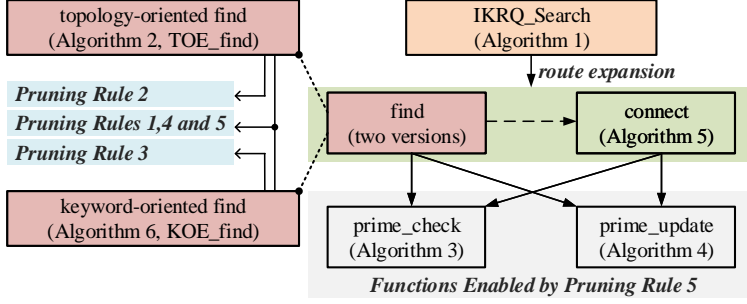 topology-oriented find
(Algorithm 2, TOE_find)
IKRQ_Search
(Algorithm 1)
route expansion
Pruning Rule 2
Pruning Rules 1,4 and 5
Pruning Rule 3
find
(two versions)
connect
(Algorithm 5)
keyword-oriented find
(Algorithm 6, KOE_find)
prime_check
(Algorithm 3)
prime_update
(Algorithm 4)
Functions Enabled by Pruning Rule 5